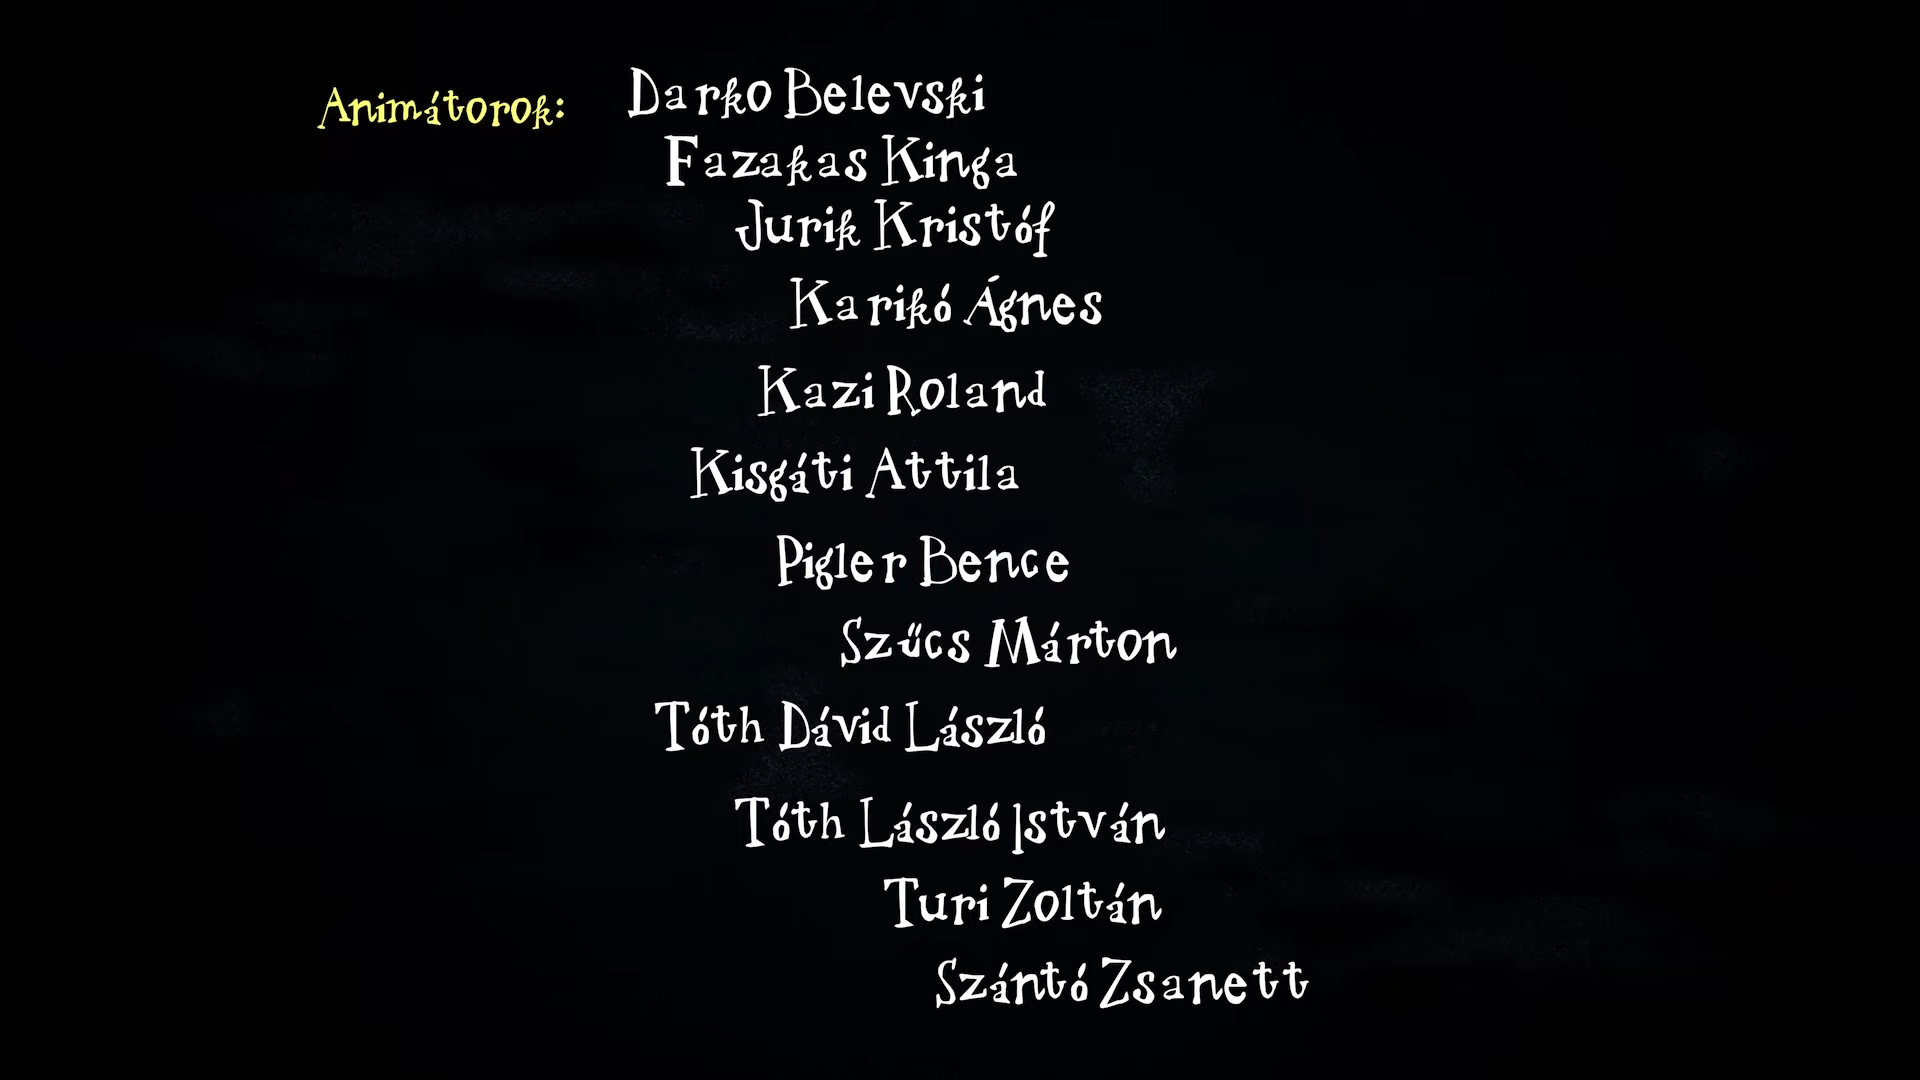 Animátorok: Darko Belevski
Fazakas Kinga
Jurik Kristóf
Karikó Ágnes
Kazi Roland
Kisgáti Attila
Pigler Bence
Szűcs Márton
Tóth Dávid László
Tóth László István
Turi Zoltán
Szántó Zsanett